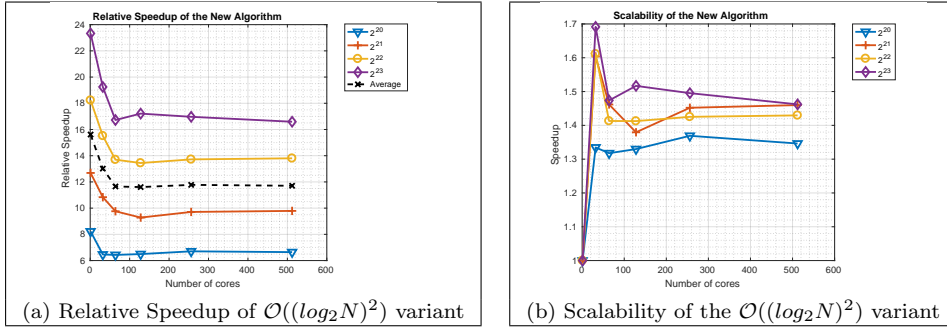 Relative Speedup of the New Algorithm
24
22
20
18
16
14
12
10
8
6
Relative Speedup
0 100 200 300 400 500 600
Number of cores
2^20
2^21
2^22
2^23
Average
(a) Relative Speedup of O((log₂N)²) variant
Scalability of the New Algorithm
1.7
1.6
1.5
1.4
1.3
1.2
1.1
1
Speedup
0 100 200 300 400 500 600
Number of cores
2^20
2^21
2^22
2^23
(b) Scalability of the O((log₂N)²) variant